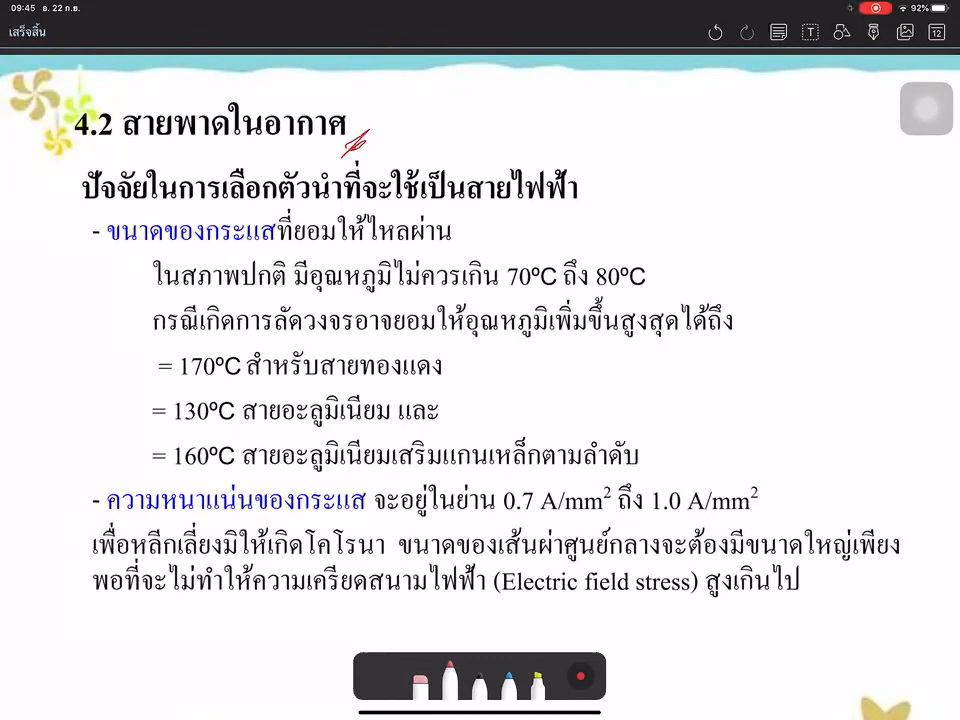 09:45 อ. 22 ก.ย.
92%
เสร็จสิ้น
T
12
4.2 สายพาดในอากาศ
ปัจจัยในการเลือกตัวนำที่จะใช้เป็นสายไฟฟ้า
- ขนาดของกระแสที่ยอมให้ไหลผ่าน
ในสภาพปกติ มีอุณหภูมิไม่ควรเกิน 70ºC ถึง 80ºC
กรณีเกิดการลัดวงจรอาจยอมให้อุณหภูมิเพิ่มขึ้นสูงสุดได้ถึง
= 170ºC สำหรับสายทองแดง
= 130ºC สายอะลูมิเนียม และ
= 160ºC สายอะลูมิเนียมเสริมแกนเหล็กตามลำดับ
- ความหนาแน่นของกระแส จะอยู่ในย่าน 0.7 A/mm² ถึง 1.0 A/mm²
เพื่อหลีกเลี่ยงมิให้เกิดโคโรนา ขนาดของเส้นผ่าศูนย์กลางจะต้องมีขนาดใหญ่เพียง
พอที่จะไม่ทำให้ความเครียดสนามไฟฟ้า (Electric field stress) สูงเกินไป